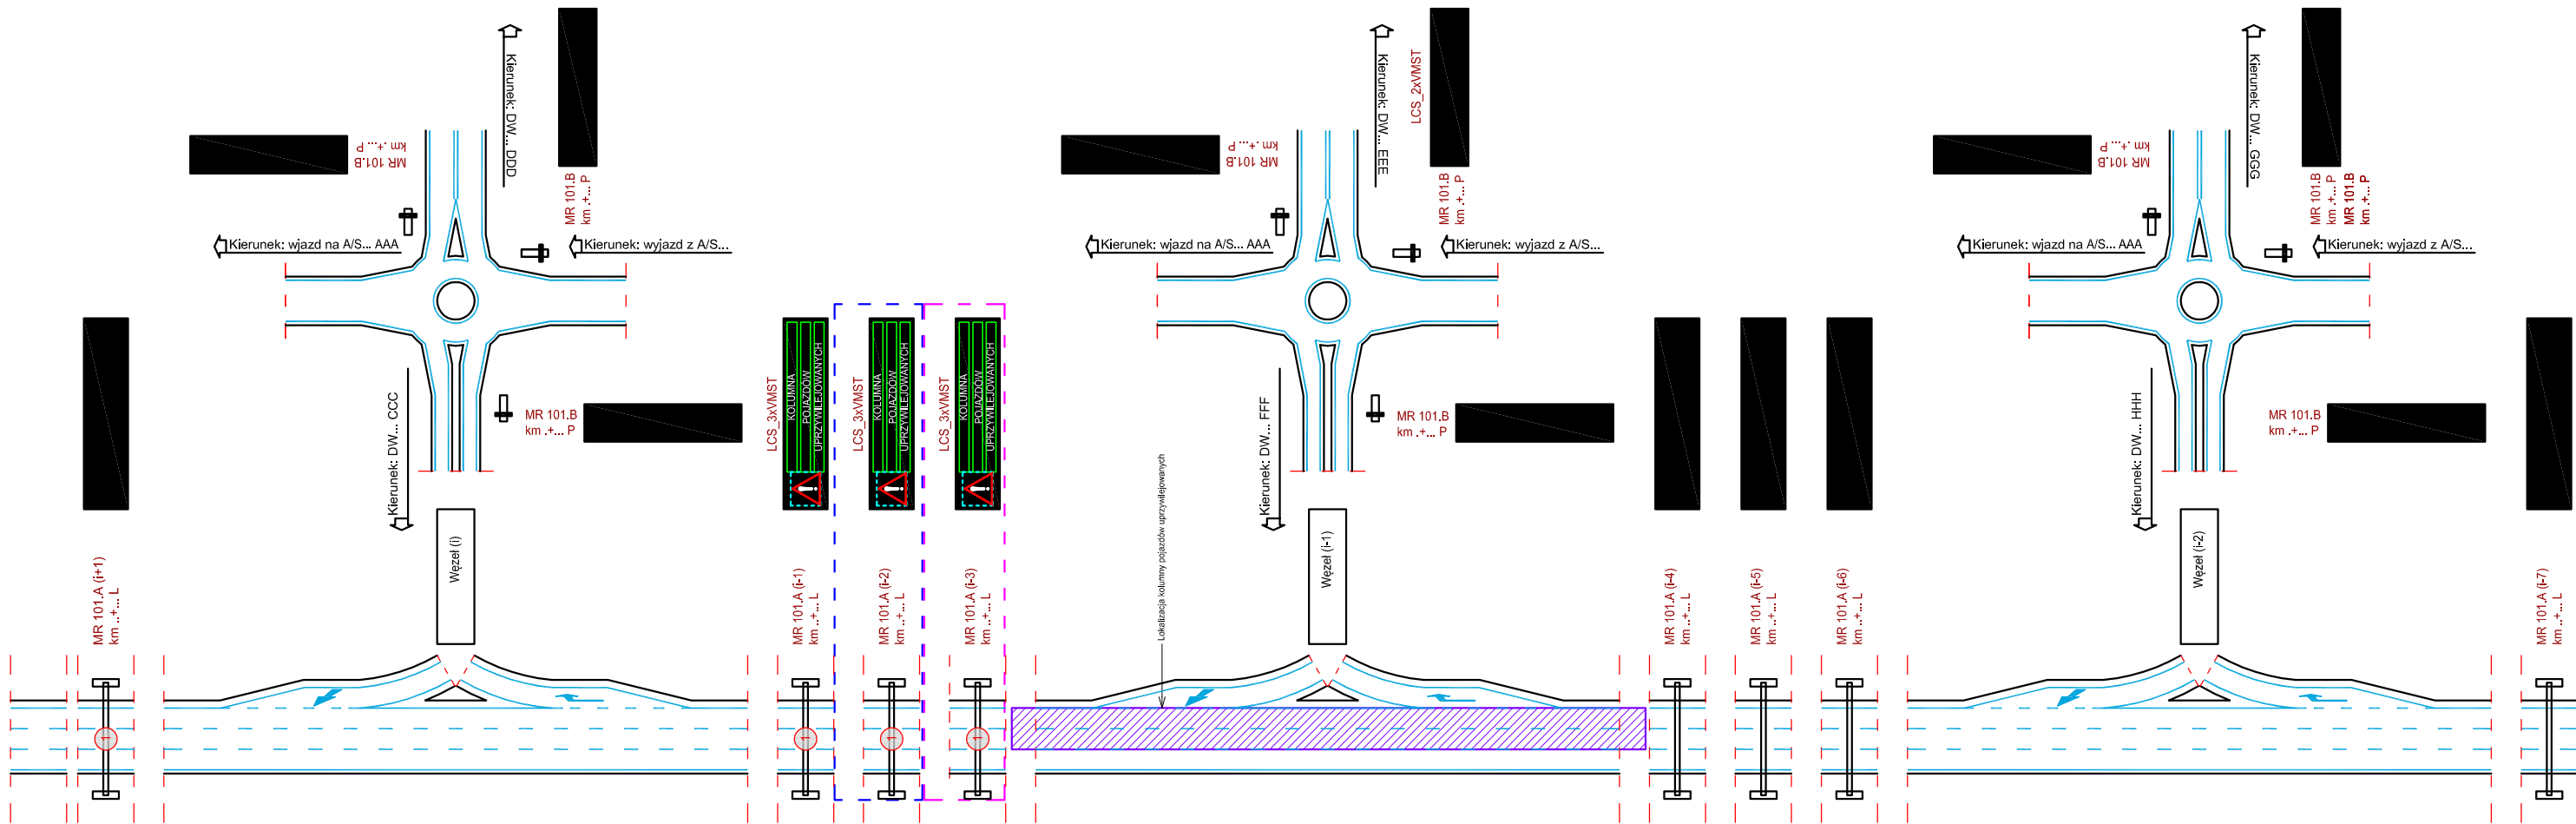 Kierunek: DW... DDD
MR 101.B
km .+... P
MR 101.B
km .+... P
Kierunek: wjazd na A/S... AAA
Kierunek: wyjazd z A/S...
Kierunek: DW... CCC
MR 101.B
km .+... P
Węzeł (i)
MR 101.A (i+1)
km ..+... L
1
LCS_3xVMST
KOLUMNA
POJAZDÓW
UPRZYWILEJOWANYCH
MR 101.A (i-1)
km ..+... L
1
LCS_3xVMST
KOLUMNA
POJAZDÓW
UPRZYWILEJOWANYCH
MR 101.A (i-2)
km ..+... L
1
LCS_3xVMST
KOLUMNA
POJAZDÓW
UPRZYWILEJOWANYCH
MR 101.A (i-3)
km ..+... L
1
Kierunek: DW... EEE
LCS_2xVMST
MR 101.B
km .+... P
MR 101.B
km .+... P
Kierunek: wjazd na A/S... AAA
Kierunek: wyjazd z A/S...
Kierunek: DW... FFF
MR 101.B
km .+... P
Lokalizacja kolumny pojazdów uprzywilejowanych
Węzeł (i-1)
MR 101.A (i-4)
km ..+... L
MR 101.A (i-5)
km ..+... L
MR 101.A (i-6)
km ..+... L
Kierunek: DW... GGG
MR 101.B
km .+... P
MR 101.B
km .+... P
MR 101.B
km .+... P
Kierunek: wjazd na A/S... AAA
Kierunek: wyjazd z A/S...
Kierunek: DW... HHH
MR 101.B
km .+... P
Węzeł (i-2)
MR 101.A (i-7)
km ..+... L